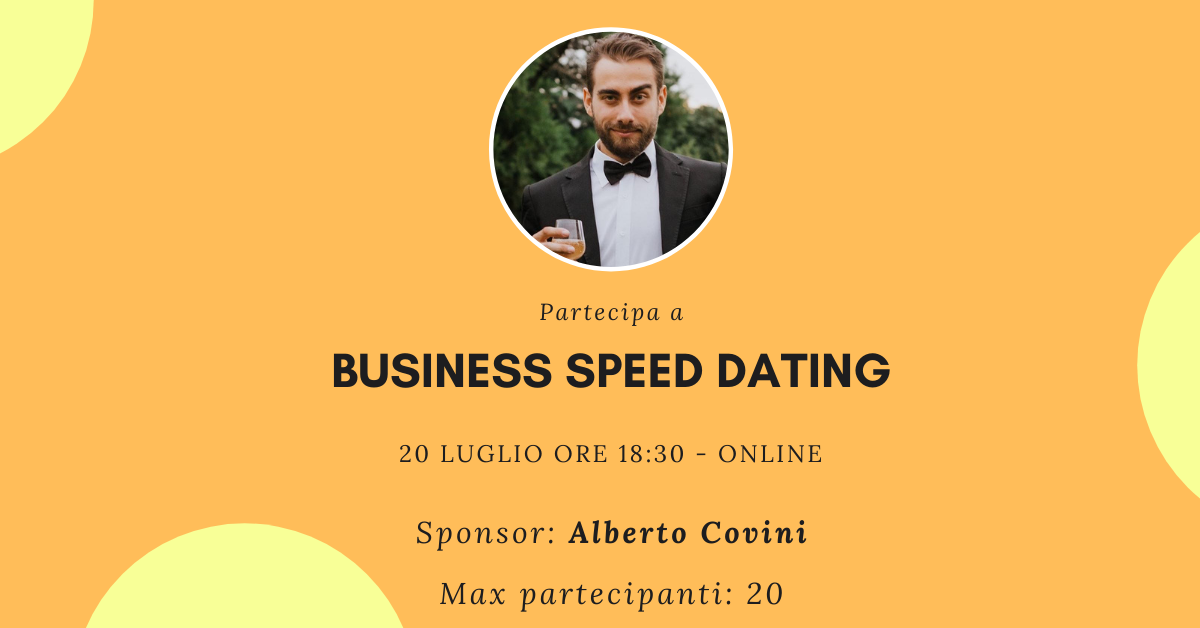 Partecipa a
BUSINESS SPEED DATING
20 LUGLIO ORE 18:30 - ONLINE
Sponsor: Alberto Covini
Max partecipanti: 20